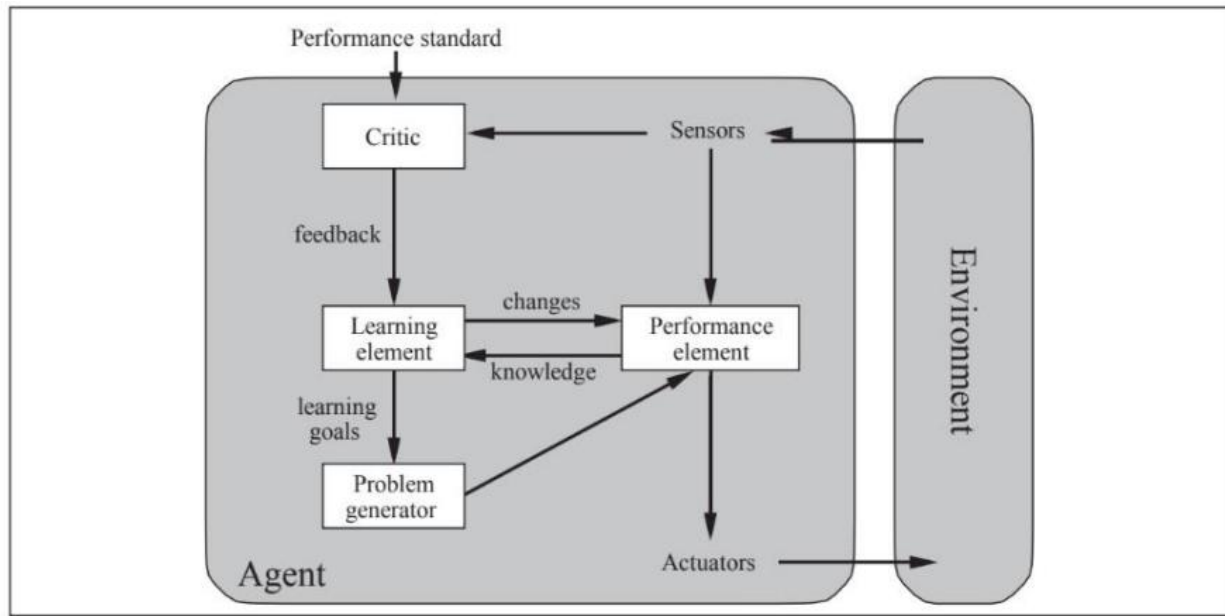 Performance standard
Critic
Sensors
feedback
changes
Learning
element
Performance
element
knowledge
learning
goals
Problem
generator
Agent
Actuators
Environment